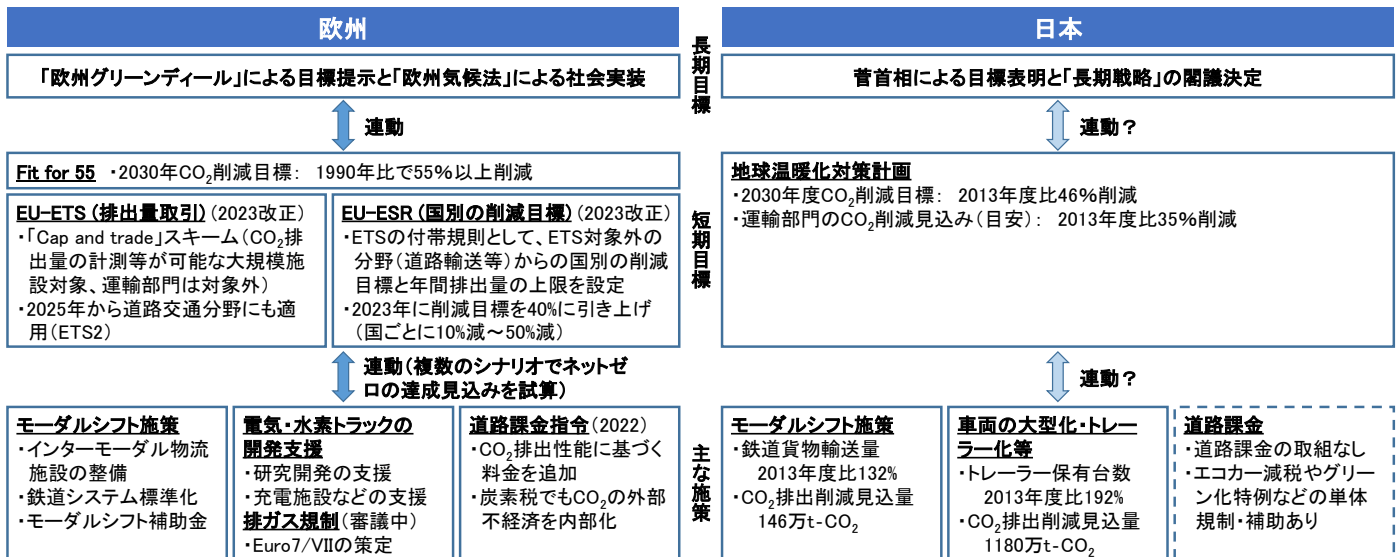 欧州
「欧州グリーンディール」による目標提示と「欧州気候法」による社会実装
連動
Fit for 55 ・2030年CO₂削減目標： 1990年比で55%以上削減
EU-ETS（排出量取引）（2023改正）
・「Cap and trade」スキーム（CO₂排
出量の計測等が可能な大規模施
設対象、運輸部門は対象外）
・2025年から道路交通分野にも適
用（ETS2）
EU-ESR（国別の削減目標）（2023改正）
・ETSの付帯規則として、ETS対象外の
分野（道路輸送等）からの国別の削減
目標と年間排出量の上限を設定
・2023年に削減目標を40%に引き上げ
（国ごとに10%減～50%減）
連動（複数のシナリオでネットゼ
ロの達成見込みを試算）
モーダルシフト施策
・インターモーダル物流
施設の整備
・鉄道システム標準化
・モーダルシフト補助金
電気・水素トラックの
開発支援
・研究開発の支援
・充電施設などの支援
排ガス規制（審議中）
・Euro7/VIIの策定
道路課金指令（2022）
・CO₂排出性能に基づく
料金を追加
・炭素税でもCO₂の外部
不経済を内部化
長期目標
短期目標
主な施策
日本
菅首相による目標表明と「長期戦略」の閣議決定
連動？
地球温暖化対策計画
・2030年度CO₂削減目標： 2013年度比46%削減
・運輸部門のCO₂削減見込み（目安）： 2013年度比35%削減
連動？
モーダルシフト施策
・鉄道貨物輸送量
2013年度比132%
・CO₂排出削減見込量
146万t-CO₂
車両の大型化・トレー
ラー化等
・トレーラー保有台数
2013年度比192%
・CO₂排出削減見込量
1180万t-CO₂
道路課金
・道路課金の取組なし
・エコカー減税やグリー
ン化特例などの単体
規制・補助あり